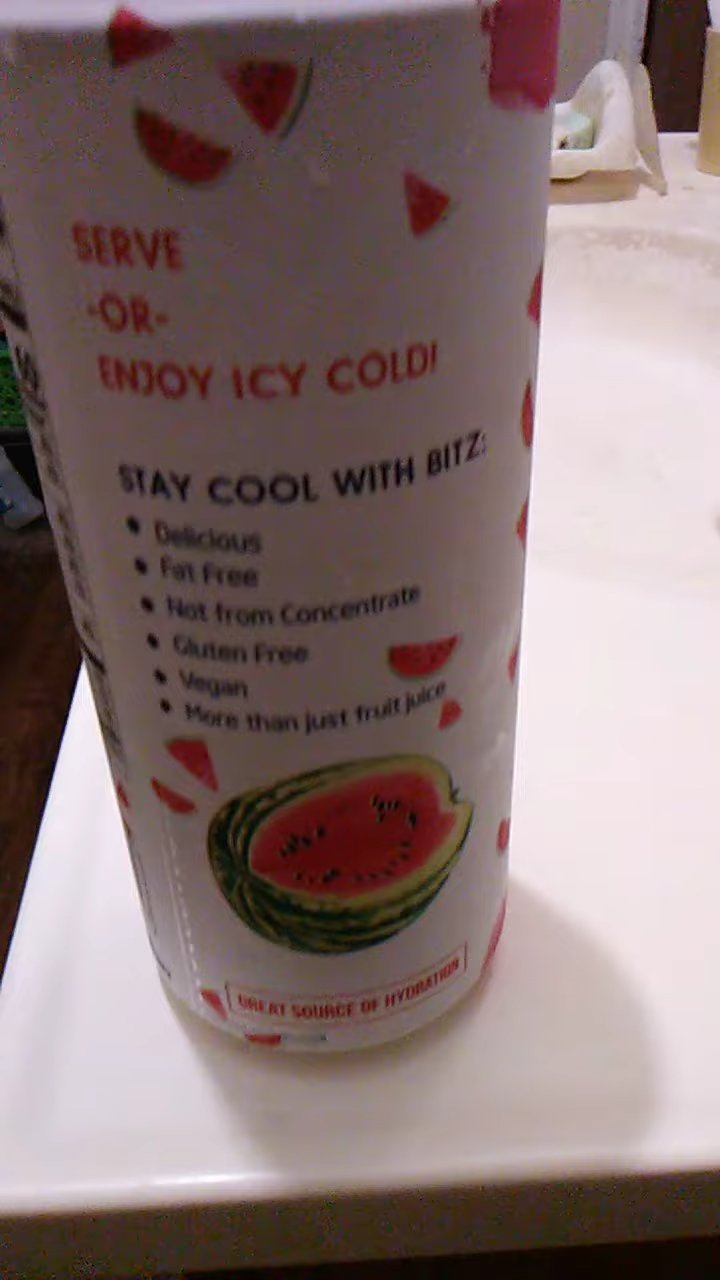 SERVE
-OR-
ENJOY ICY COLD!
STAY COOL WITH BITZ:
• Delicious
• Fat Free
• Not from Concentrate
• Gluten Free
• Vegan
• More than just fruit juice
GREAT SOURCE OF HYDRATION